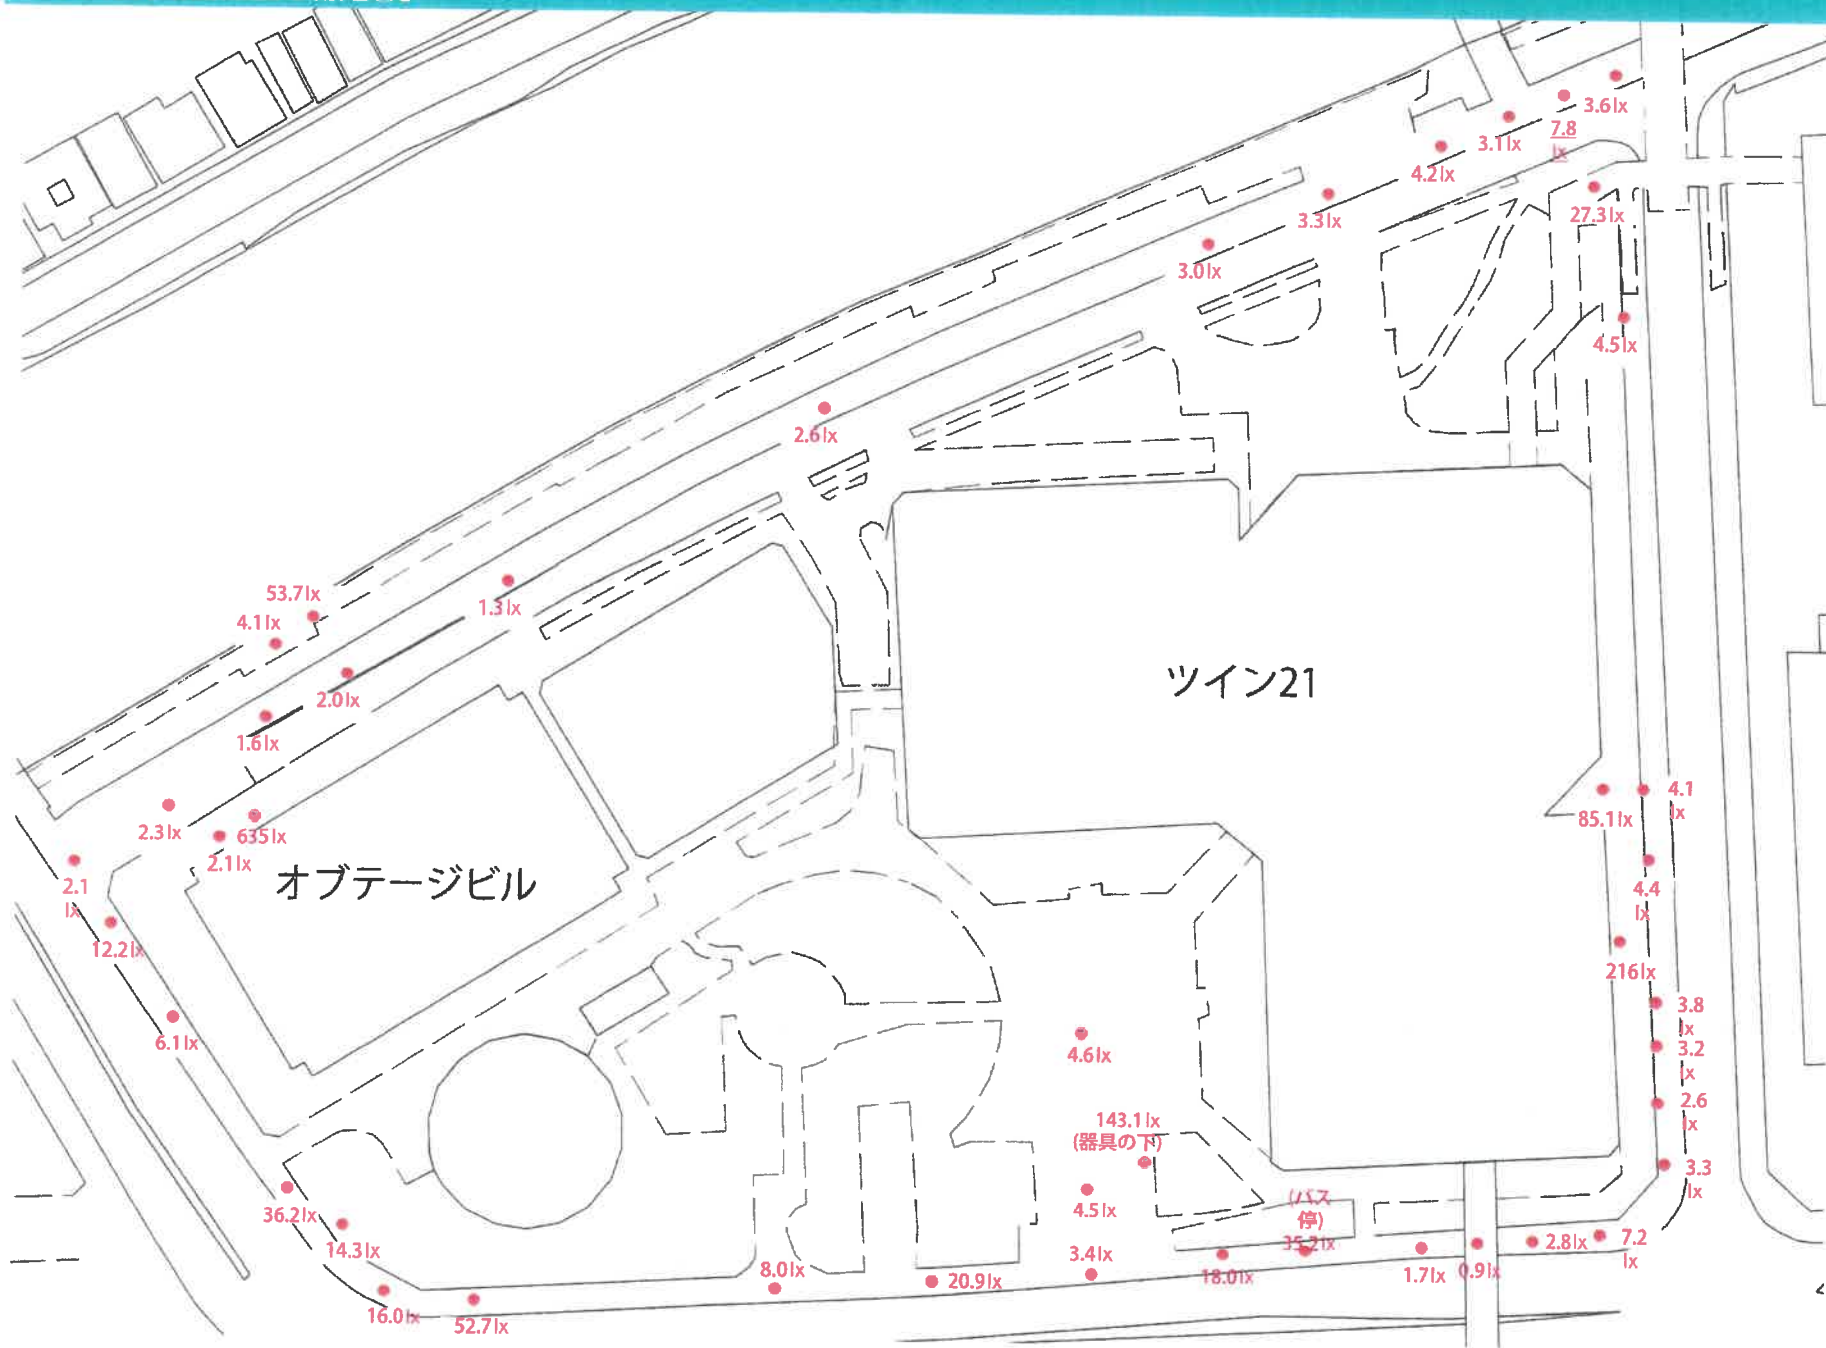 3.6lx
7.8
lx
3.1lx
4.2lx
27.3lx
3.3lx
3.0lx
4.5lx
2.6lx
53.7lx
4.1lx
1.3lx
2.0lx
1.6lx
ツイン21
2.3lx
635lx
2.1lx
オプテージビル
2.1
lx
12.2lx
6.1lx
85.1lx
4.1
lx
4.4
lx
216lx
3.8
lx
3.2
lx
2.6
lx
3.3
lx
4.6lx
143.1lx
(器具の下)
4.5lx
3.4lx
36.2lx
14.3lx
16.0lx
52.7lx
8.0lx
20.9lx
18.0lx
(バス
停)
35.2lx
1.7lx
0.9lx
2.8lx
7.2
lx